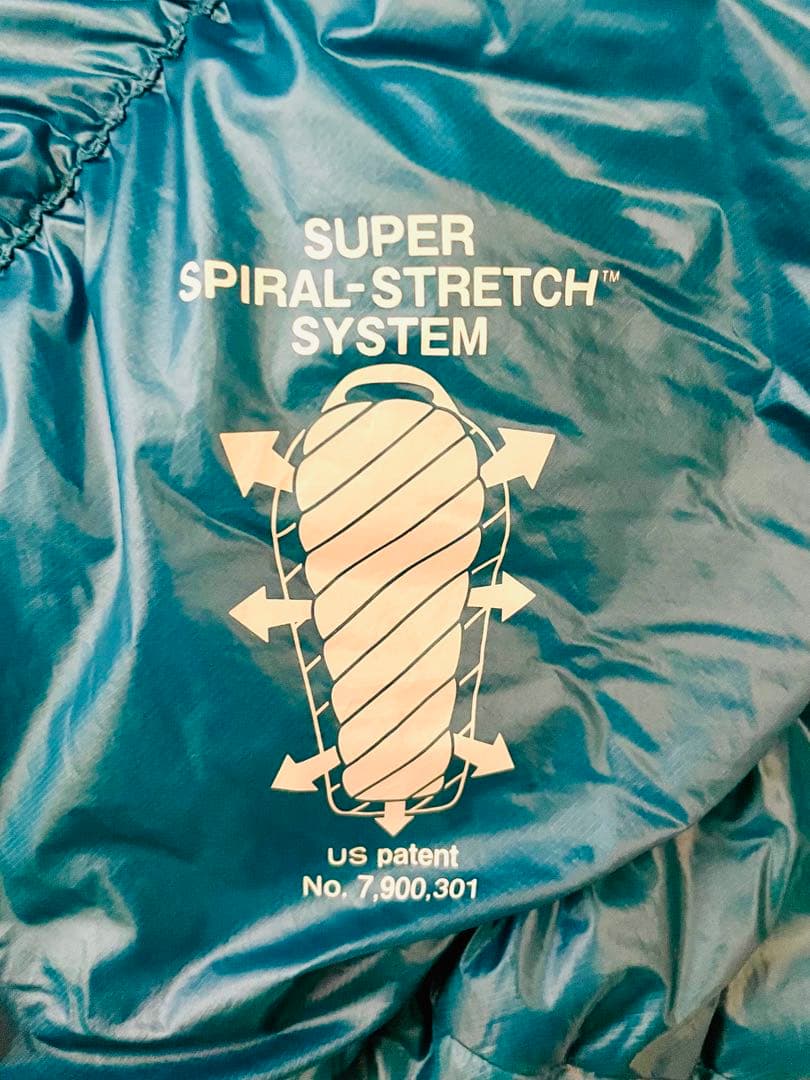 SUPER
SPIRAL-STRETCH™
SYSTEM
US patent
No. 7,900,301